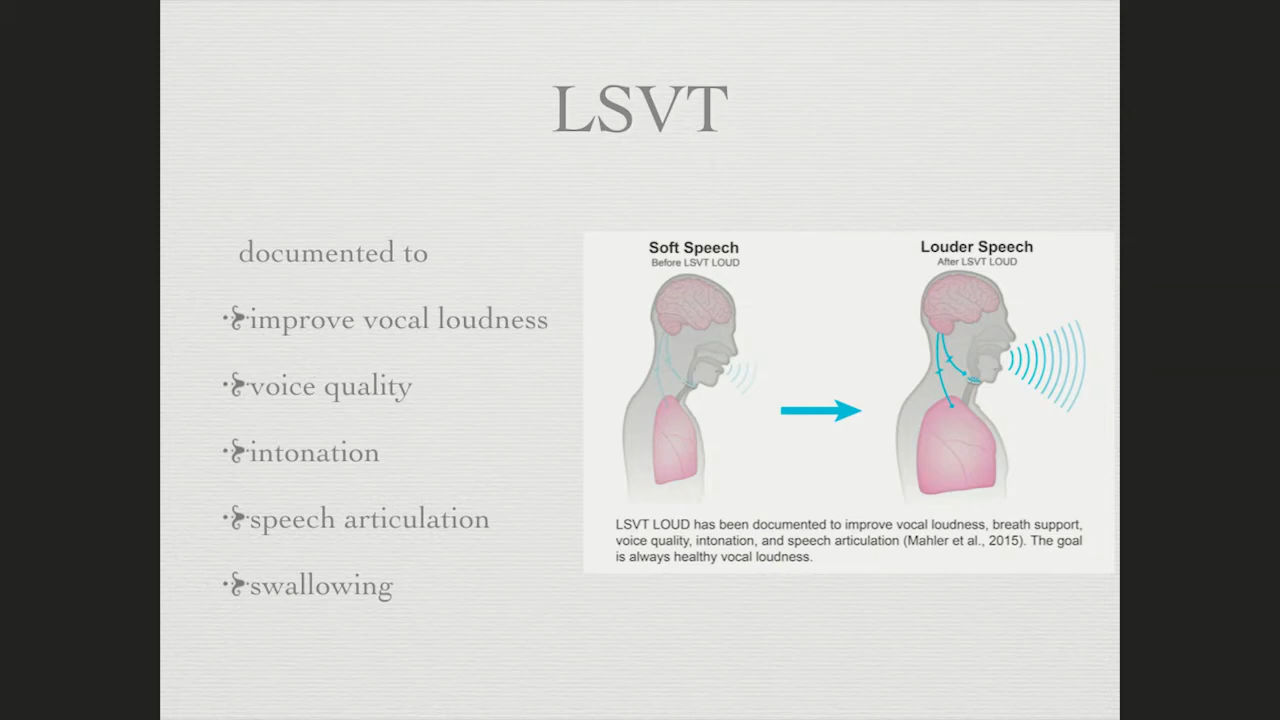 LSVT
documented to
improve vocal loudness
voice quality
intonation
speech articulation
swallowing
Soft Speech
Before LSVT LOUD
Louder Speech
After LSVT LOUD
LSVT LOUD has been documented to improve vocal loudness, breath support,
voice quality, intonation, and speech articulation (Mahler et al., 2015). The goal
is always healthy vocal loudness.